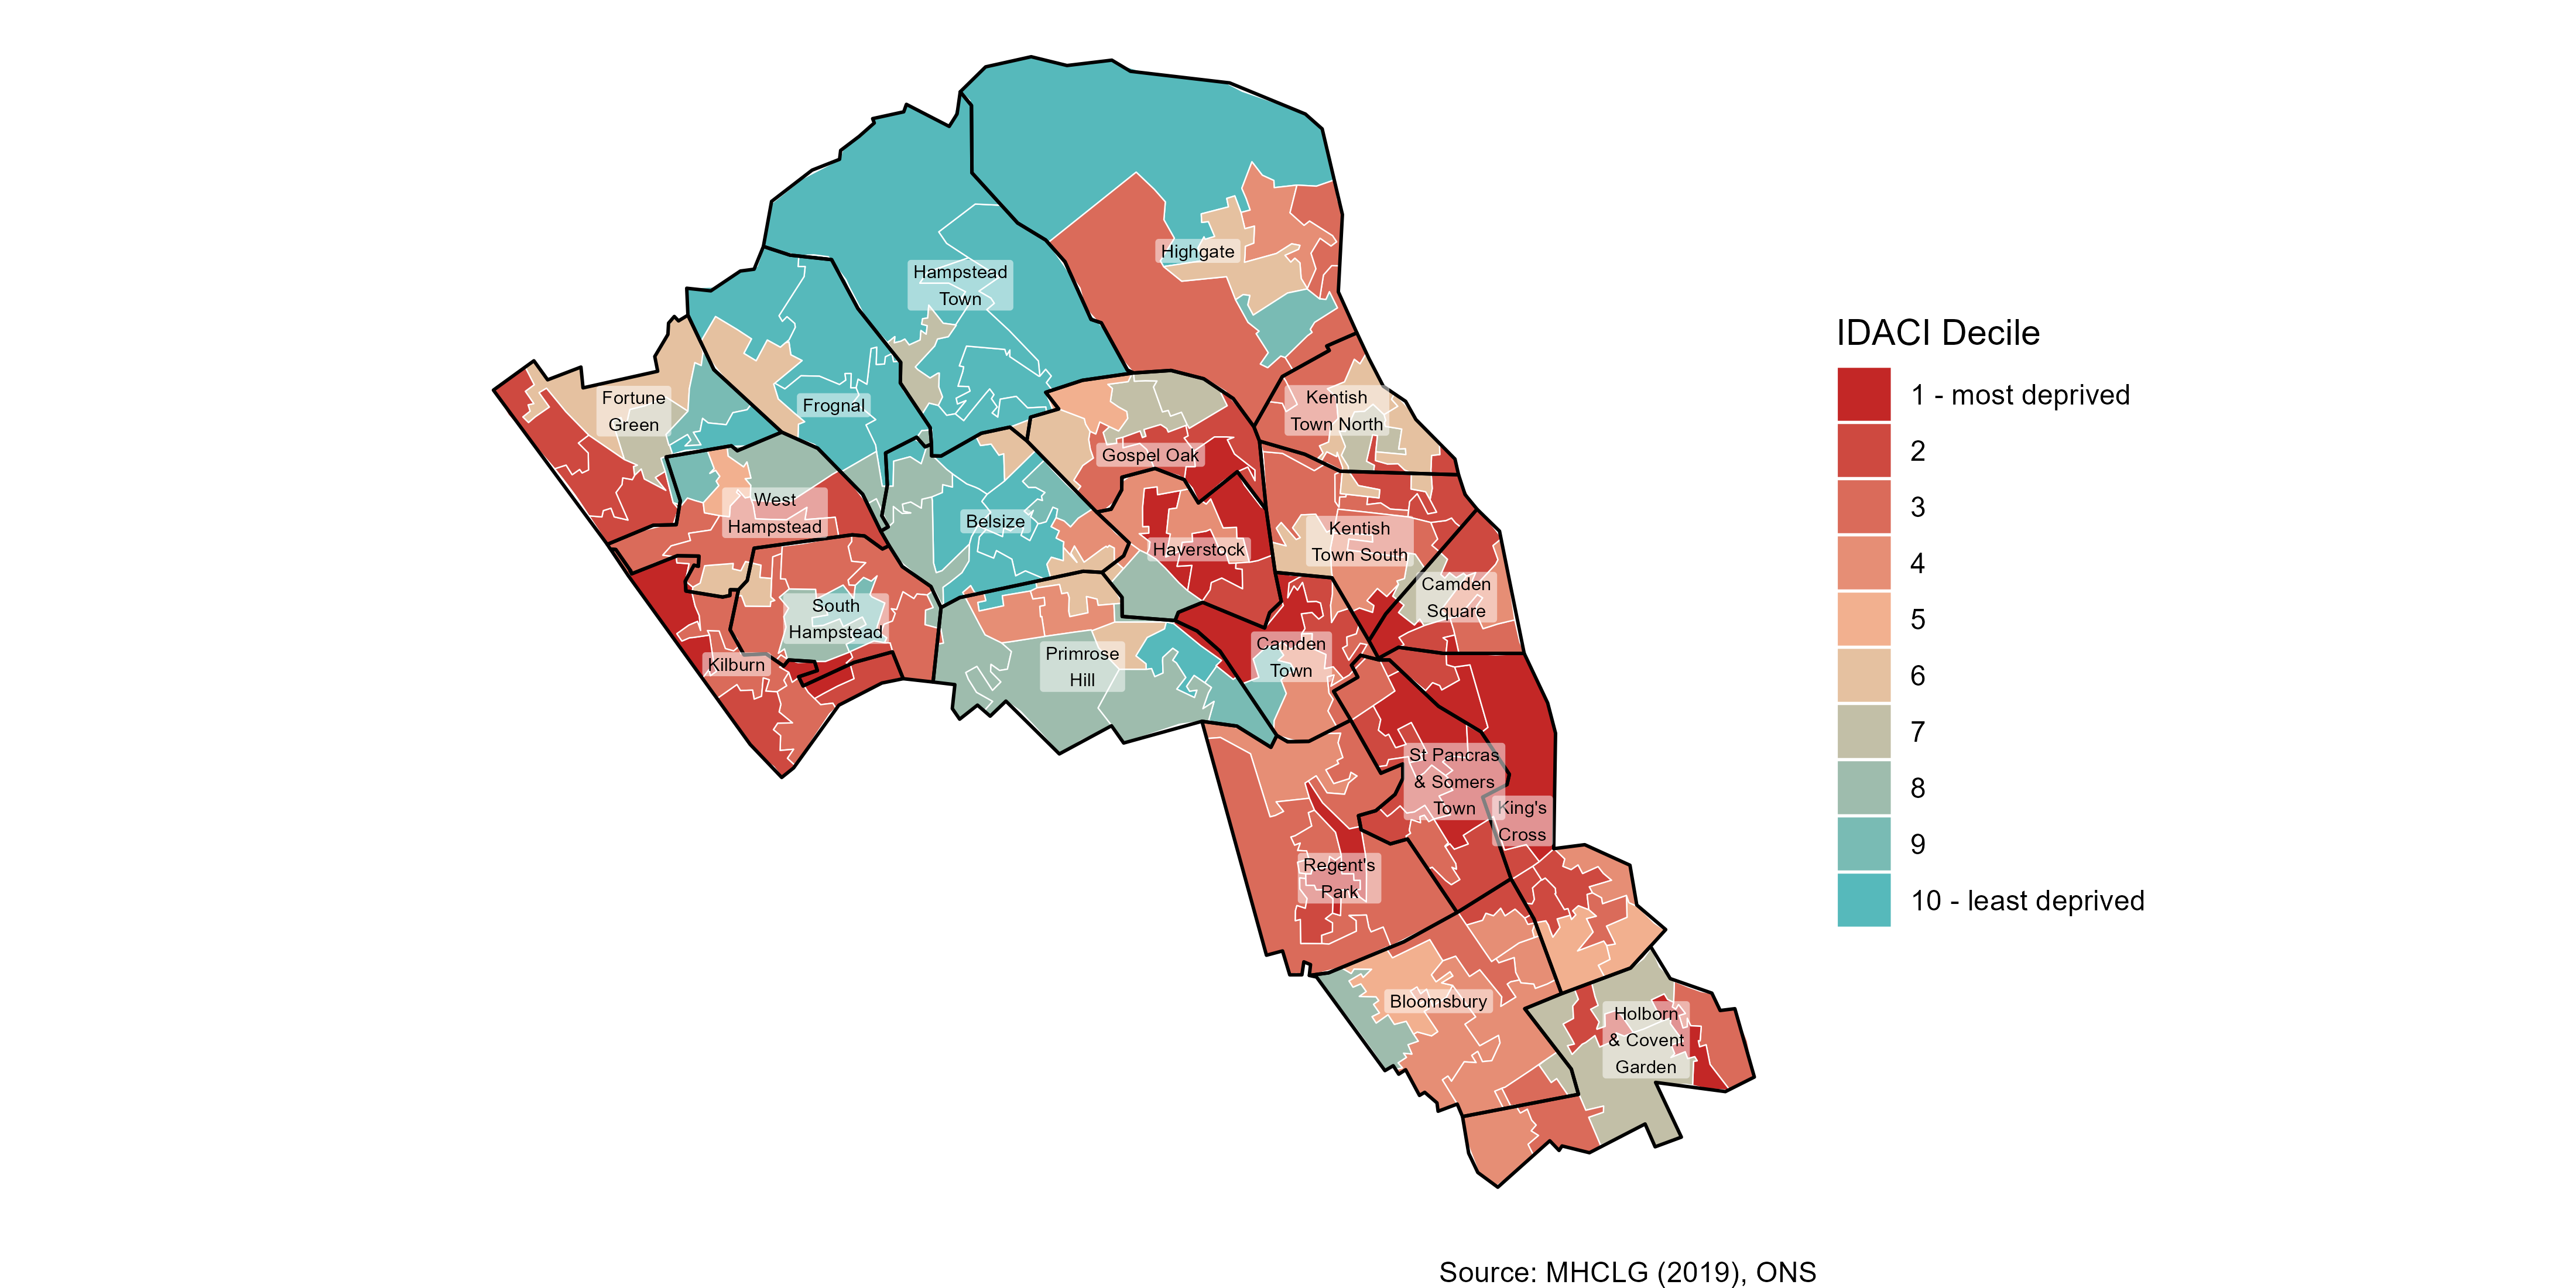 Highgate
Hampstead
Town
Fortune
Green
Frognal
Kentish
Town North
Gospel Oak
West
Hampstead
Belsize
Haverstock
Kentish
Town South
Camden
Square
South
Hampstead
Kilburn
Primrose
Hill
Camden
Town
St Pancras
& Somers
Town
King's
Cross
Regent's
Park
Bloomsbury
Holborn
& Covent
Garden
IDACI Decile
1 - most deprived
2
3
4
5
6
7
8
9
10 - least deprived
Source: MHCLG (2019), ONS